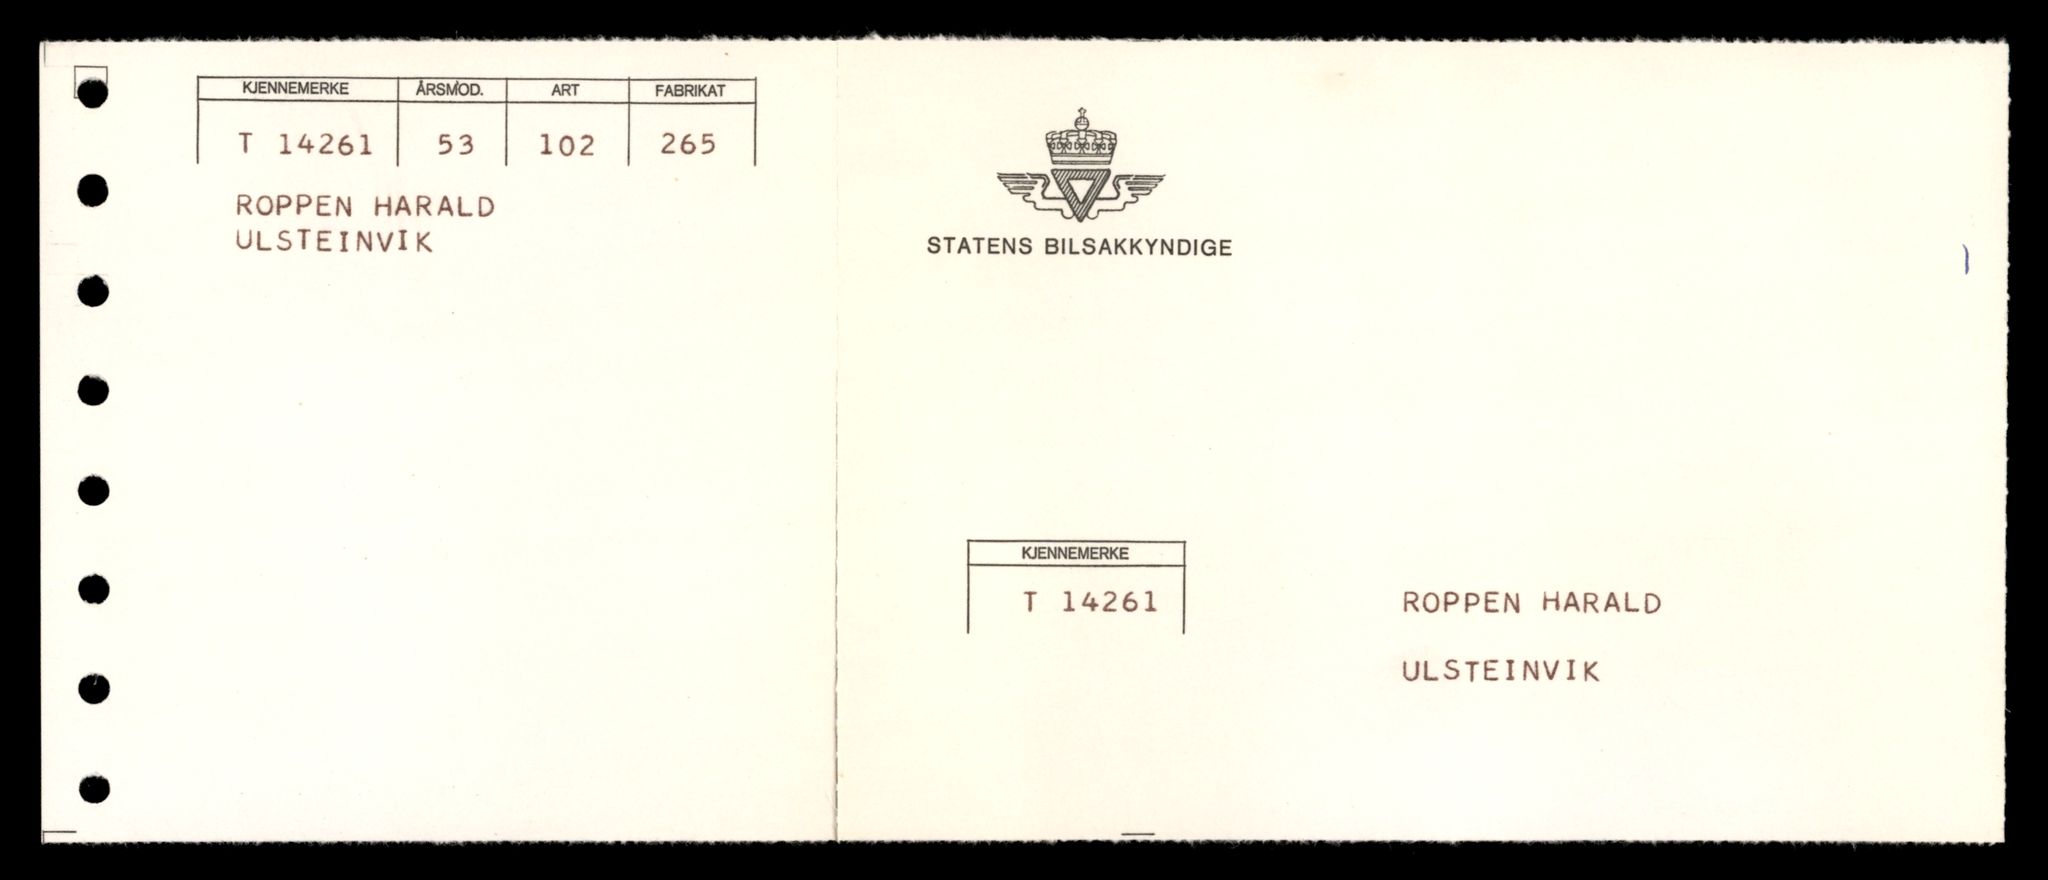 KJENNEMERKE ÅRSMOD. ART FABRIKAT
T 14261 53 102 265
ROPPEN HARALD
ULSTEINVIK
STATENS BILSAKKYNDIGE
KJENNEMERKE
T 14261
ROPPEN HARALD
ULSTEINVIK